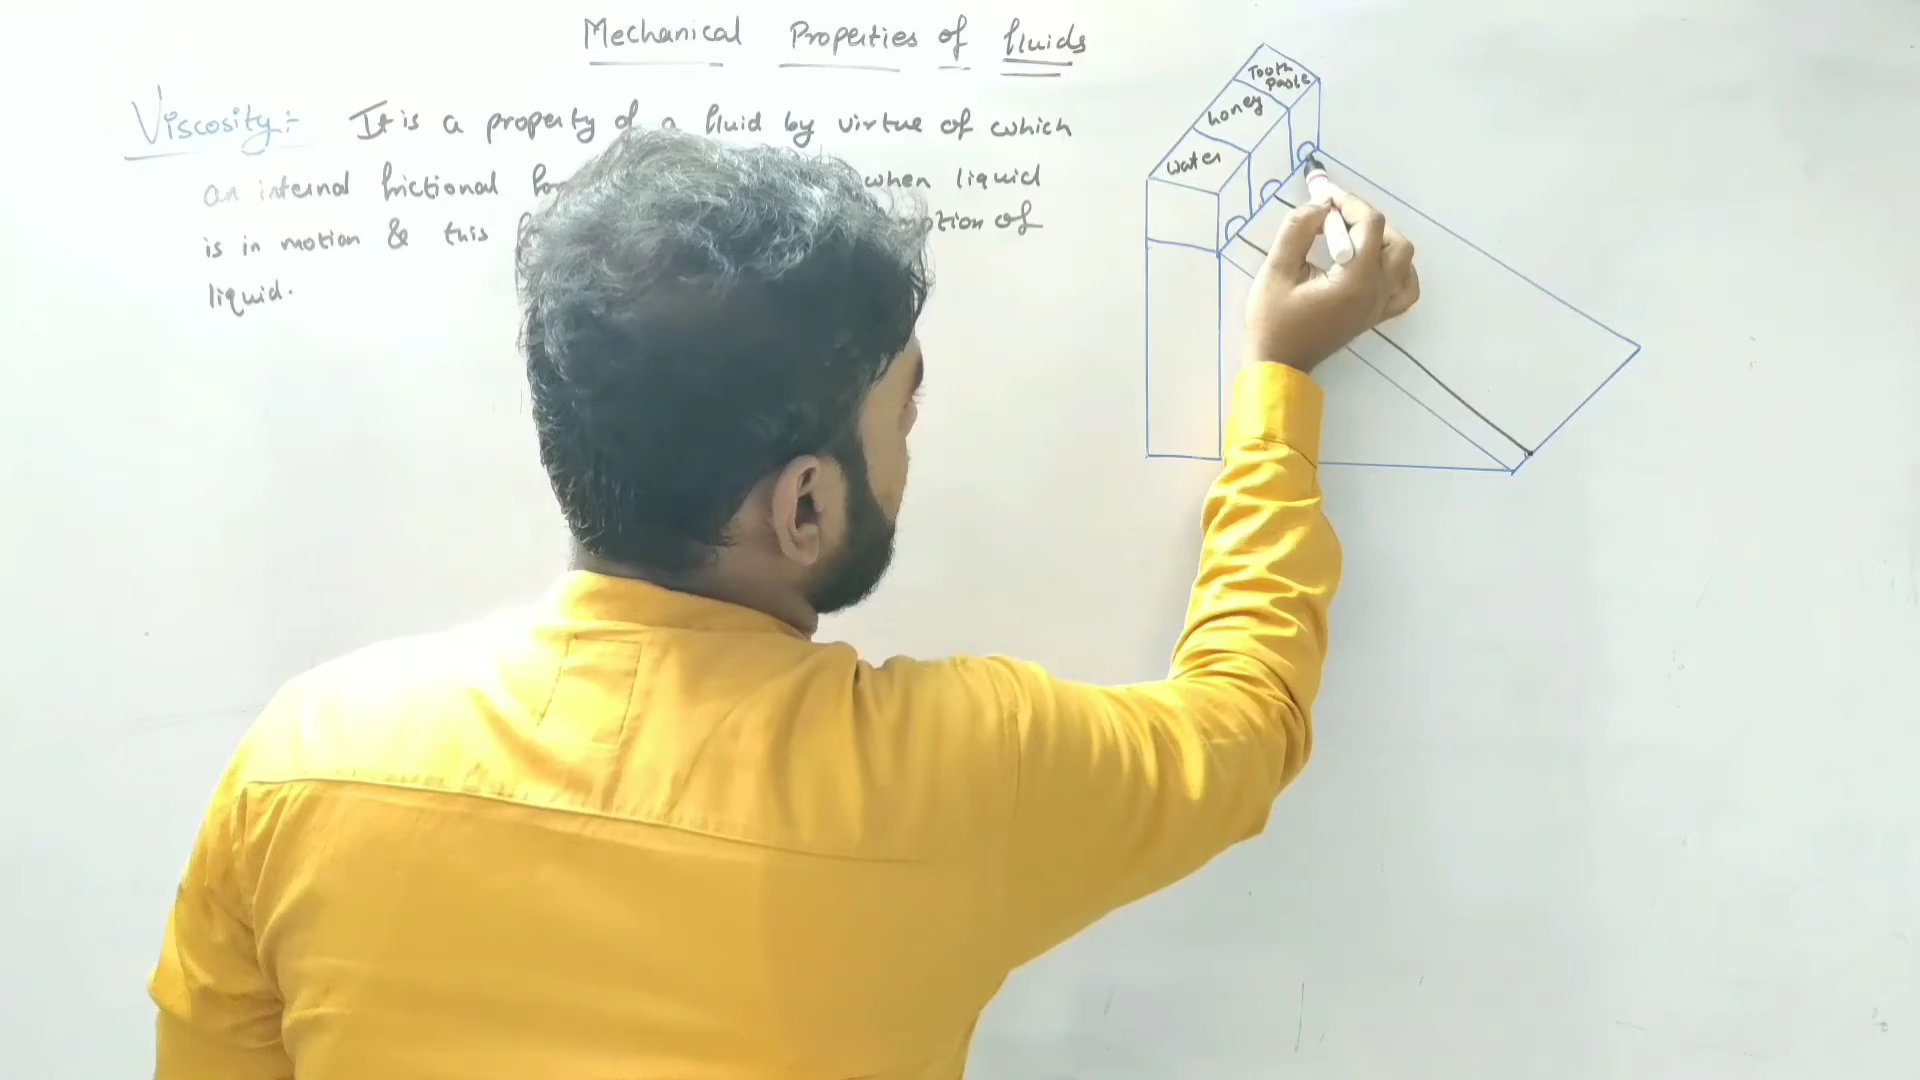 Mechanical Properties of fluids
Viscosity:- It is a property of a fluid by virtue of which
an internal frictional when liquid
is in motion & this motion of
liquid.
Tooth
Paste
honey
water